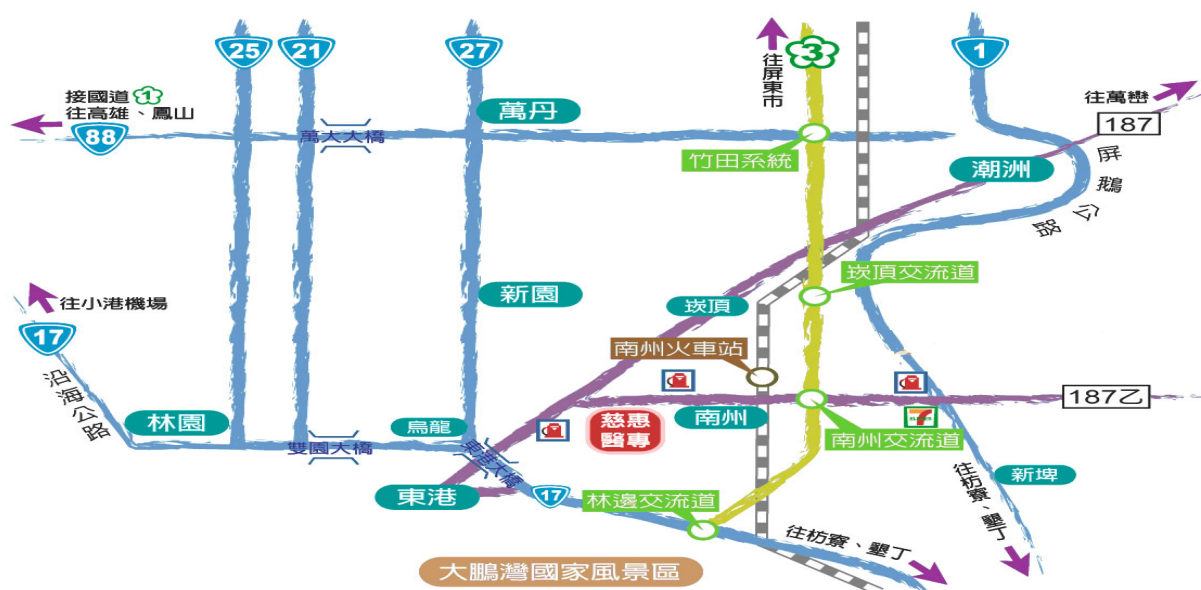 25
21
27
3
1
往屏東市
接國道1
往高雄、鳳山
88
萬大大橋
萬丹
竹田系統
往萬巒
187
潮洲
屏鵝公路
往小港機場
17
沿海公路
新園
崁頂
崁頂交流道
南州火車站
187乙
林園
烏龍
慈惠
醫專
南州
7
南州交流道
雙園大橋
東港大橋
東港
17
林邊交流道
新埤
往枋寮、墾丁
往枋寮、墾丁
大鵬灣國家風景區